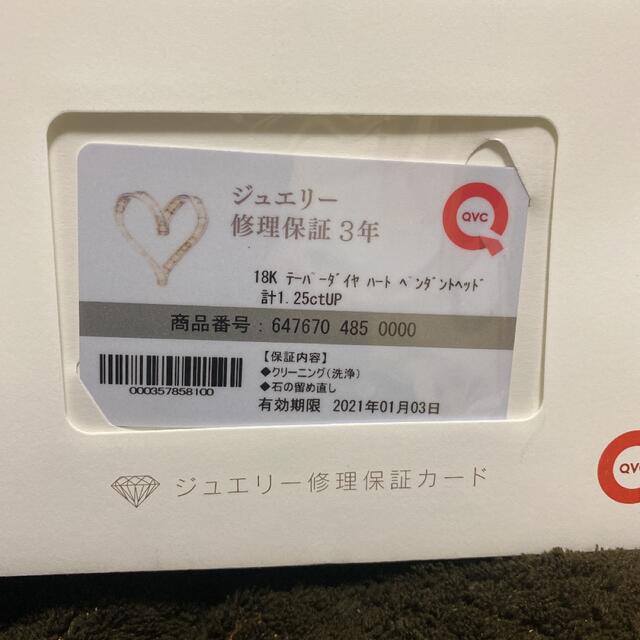 ジュエリー
修理保証 3年
QVC
18K ﾃｰﾊﾟｰﾀﾞｲﾔ ﾊｰﾄ ﾍﾟﾝﾀﾞﾝﾄﾍｯﾄﾞ
計1.25ctUP
商品番号：647670 485 0000
【保証内容】
◆クリーニング(洗浄)
◆石の留め直し
000357858100
有効期限 2021年01月03日
ジュエリー修理保証カード
QVC